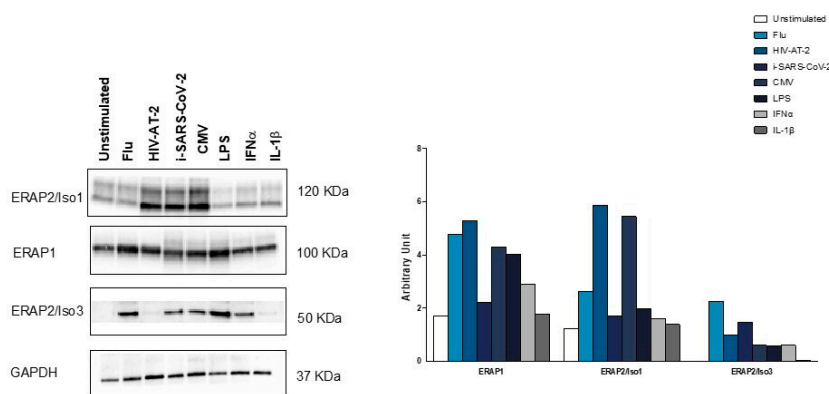 Unstimulated
Flu
HIV-AT-2
i-SARS-CoV-2
CMV
LPS
IFNα
IL-1β
ERAP2/Iso1
120 KDa
ERAP1
100 KDa
ERAP2/Iso3
50 KDa
GAPDH
37 KDa
Unstimulated
Flu
HIV-AT-2
i-SARS-CoV-2
CMV
LPS
IFNα
IL-1β
Arbitrary Unit
8
6
4
2
0
ERAP1
ERAP2/Iso1
ERAP2/Iso3